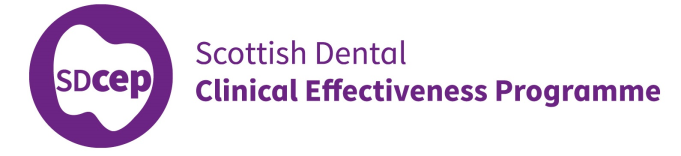 SDcep
Scottish Dental
Clinical Effectiveness Programme